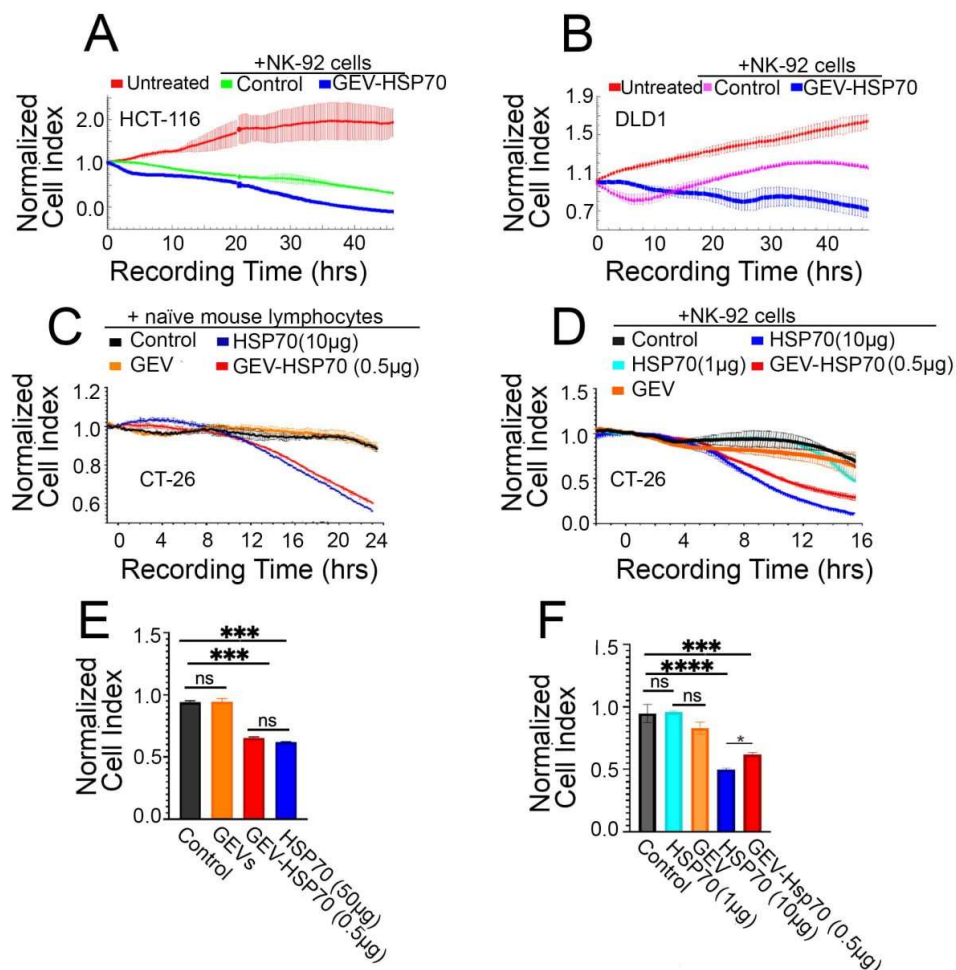 A
+NK-92 cells
Untreated Control GEV-HSP70
HCT-116
Normalized
Cell Index
2.0
1.0
0.0
0 10 20 30 40
Recording Time (hrs)
B
+NK-92 cells
Untreated Control GEV-HSP70
DLD1
Normalized
Cell Index
1.9
1.5
1.1
0.7
0 10 20 30 40
Recording Time (hrs)
C
+ naïve mouse lymphocytes
Control HSP70(10µg)
GEV GEV-HSP70 (0.5µg)
Normalized
Cell Index
1.2
1.0
0.8
0.6
CT-26
0 4 8 12 16 20 24
Recording Time (hrs)
D
+NK-92 cells
Control HSP70(10µg)
HSP70(1µg) GEV-HSP70(0.5µg)
GEV
Normalized
Cell Index
1.5
1.0
0.5
0.0
CT-26
0 4 8 12 16
Recording Time (hrs)
E
Normalized
Cell Index
1.5
1.0
0.5
0.0
***
***
ns
ns
Control
GEVs
GEV-HSP70 (0.5µg)
HSP70 (50µg)
F
Normalized
Cell Index
1.5
1.0
0.5
0.0
***
****
ns
ns
*
Control
HSP70(1µg)
GEV
HSP70 (10µg)
GEV-Hsp70 (0.5µg)